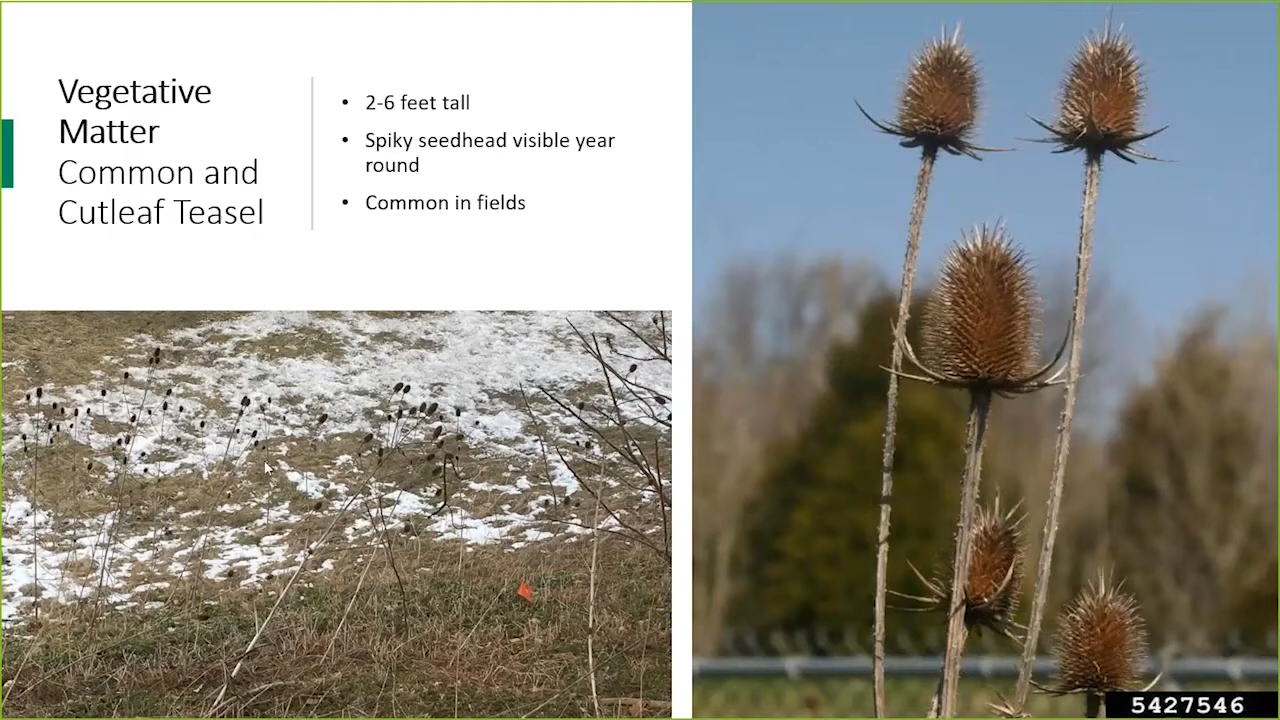 Vegetative
Matter
Common and
Cutleaf Teasel
• 2-6 feet tall
• Spiky seedhead visible year
round
• Common in fields
5427546